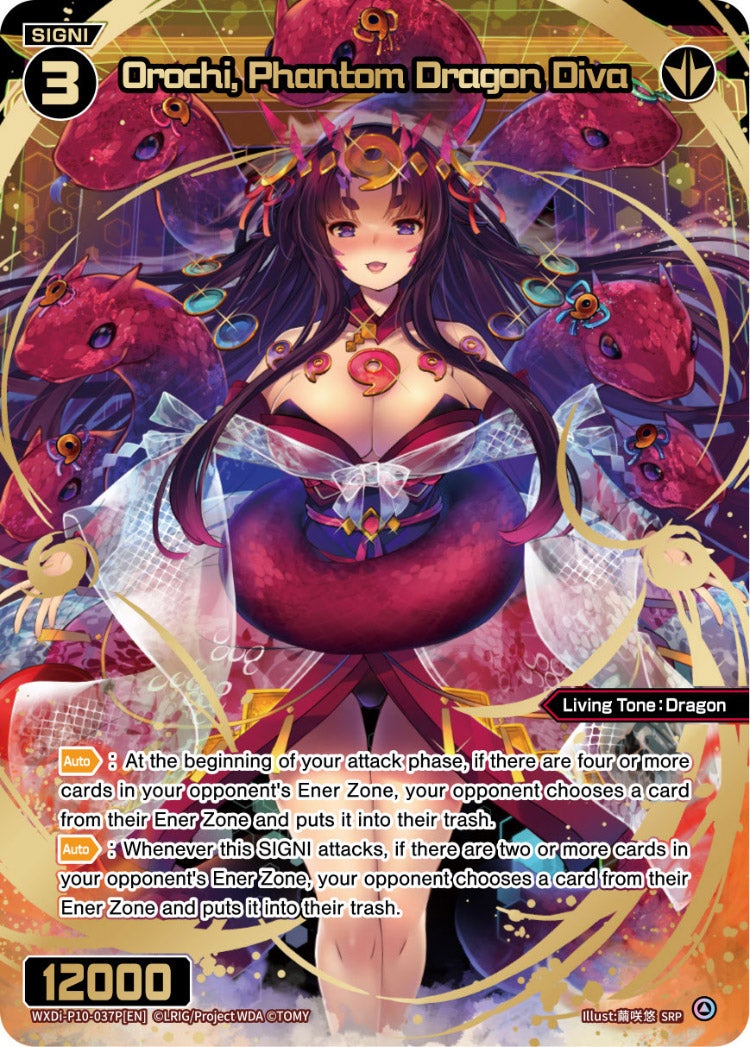 SIGNI
3
Orochi, Phantom Dragon Diva
Living Tone:Dragon
Auto : At the beginning of your attack phase, if there are four or more
cards in your opponent's Ener Zone, your opponent chooses a card
from their Ener Zone and puts it into their trash.
Auto : Whenever this SIGNI attacks, if there are two or more cards in
your opponent's Ener Zone, your opponent chooses a card from their
Ener Zone and puts it into their trash.
12000
WXDi-P10-037P[EN] ©LRIG/Project WDA ©TOMY
Illust:繭咲悠 SRP